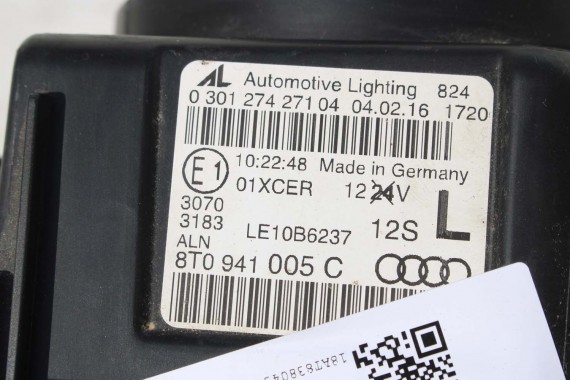 AL Automotive Lighting 824
0 301 274 271 04 04.02.16 1720
E1 10:22:48 Made in Germany
01XCER 12 24V
3070
3183 LE10B6237 12S L
ALN
8T0 941 005 C